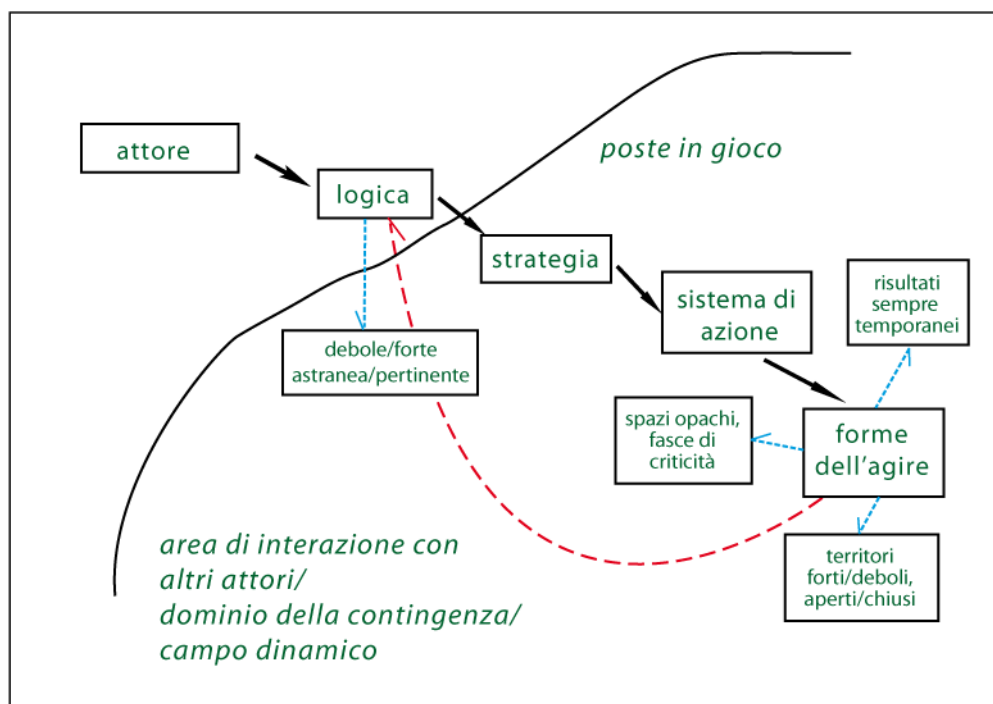 attore
poste in gioco
logica
strategia
risultati
sempre
temporanei
sistema di
azione
debole/forte
astranea/pertinente
spazi opachi,
fasce di
criticità
forme
dell’agire
area di interazione con
altri attori/
dominio della contingenza/
campo dinamico
territori
forti/deboli,
aperti/chiusi